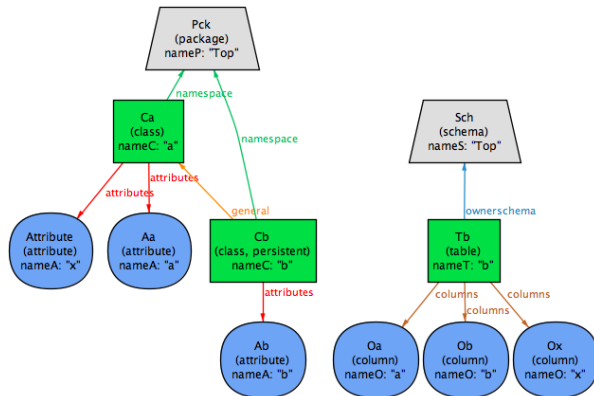 Pck
(package)
nameP: "Top"
namespace
Ca
(class)
nameC: "a"
namespace
attributes
attributes
general
Attribute
(attribute)
nameA: "x"
Aa
(attribute)
nameA: "a"
Cb
(class, persistent)
nameC: "b"
attributes
Ab
(attribute)
nameA: "b"
Sch
(schema)
nameS: "Top"
ownerschema
Tb
(table)
nameT: "b"
columns
columns
columns
Oa
(column)
nameO: "a"
Ob
(column)
nameO: "b"
Ox
(column)
nameO: "x"